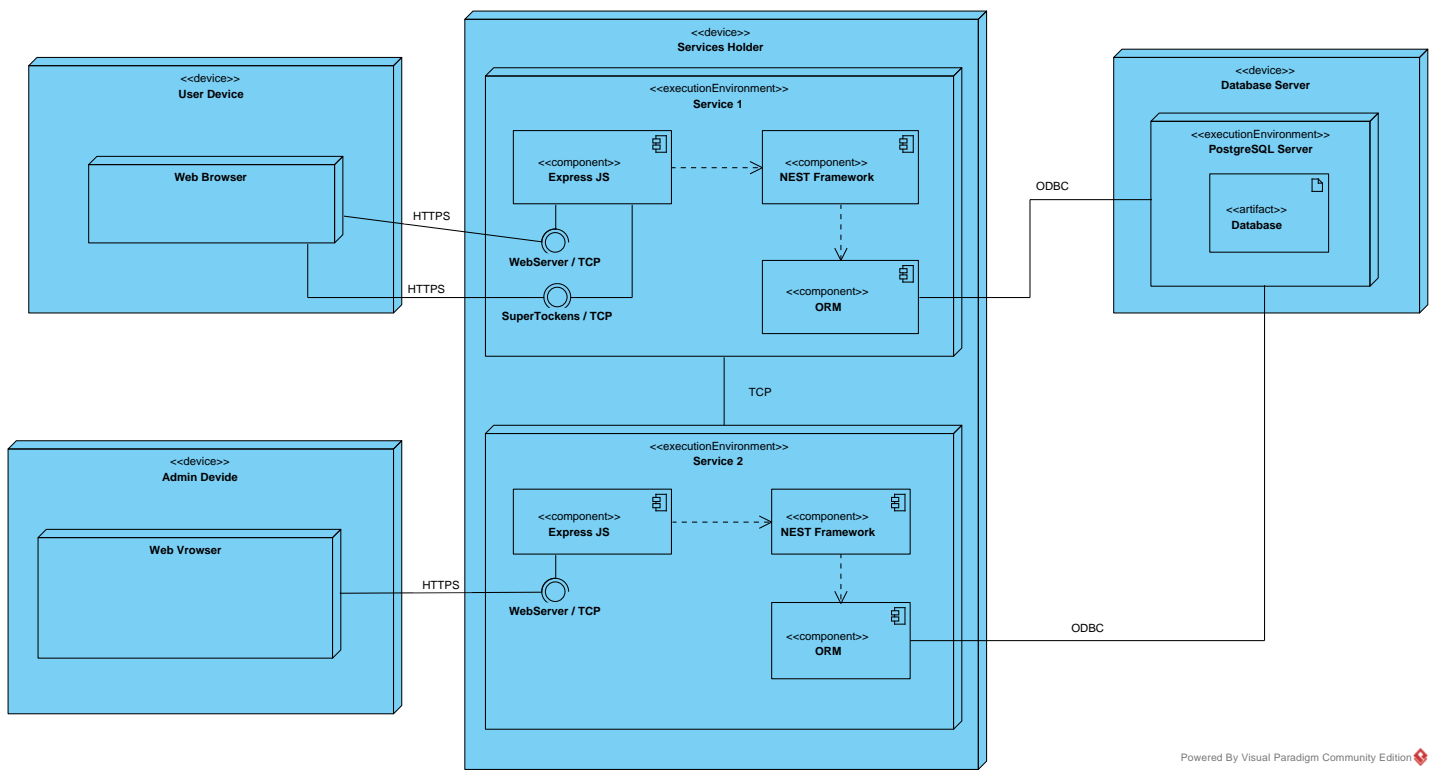 <<device>>
Services Holder
<<device>>
User Device
Web Browser
<<executionEnvironment>>
Service 1
<<component>>
Express JS
<<component>>
NEST Framework
HTTPS
WebServer / TCP
HTTPS
SuperTockens / TCP
<<component>>
ORM
ODBC
<<device>>
Database Server
<<executionEnvironment>>
PostgreSQL Server
<<artifact>>
Database
TCP
<<device>>
Admin Devide
Web Vrowser
<<executionEnvironment>>
Service 2
<<component>>
Express JS
<<component>>
NEST Framework
HTTPS
WebServer / TCP
<<component>>
ORM
ODBC
Powered By Visual Paradigm Community Edition